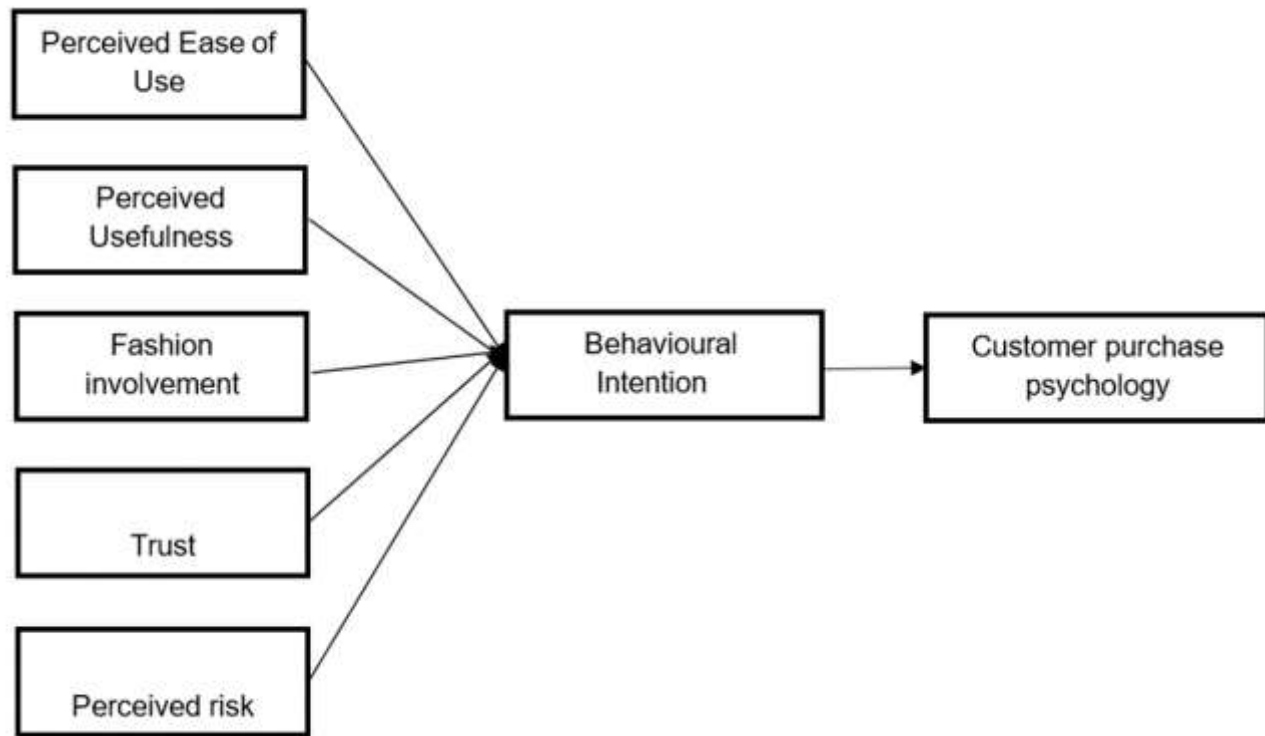 Perceived Ease of
Use
Perceived
Usefulness
Fashion
involvement
Trust
Perceived risk
Behavioural
Intention
Customer purchase
psychology